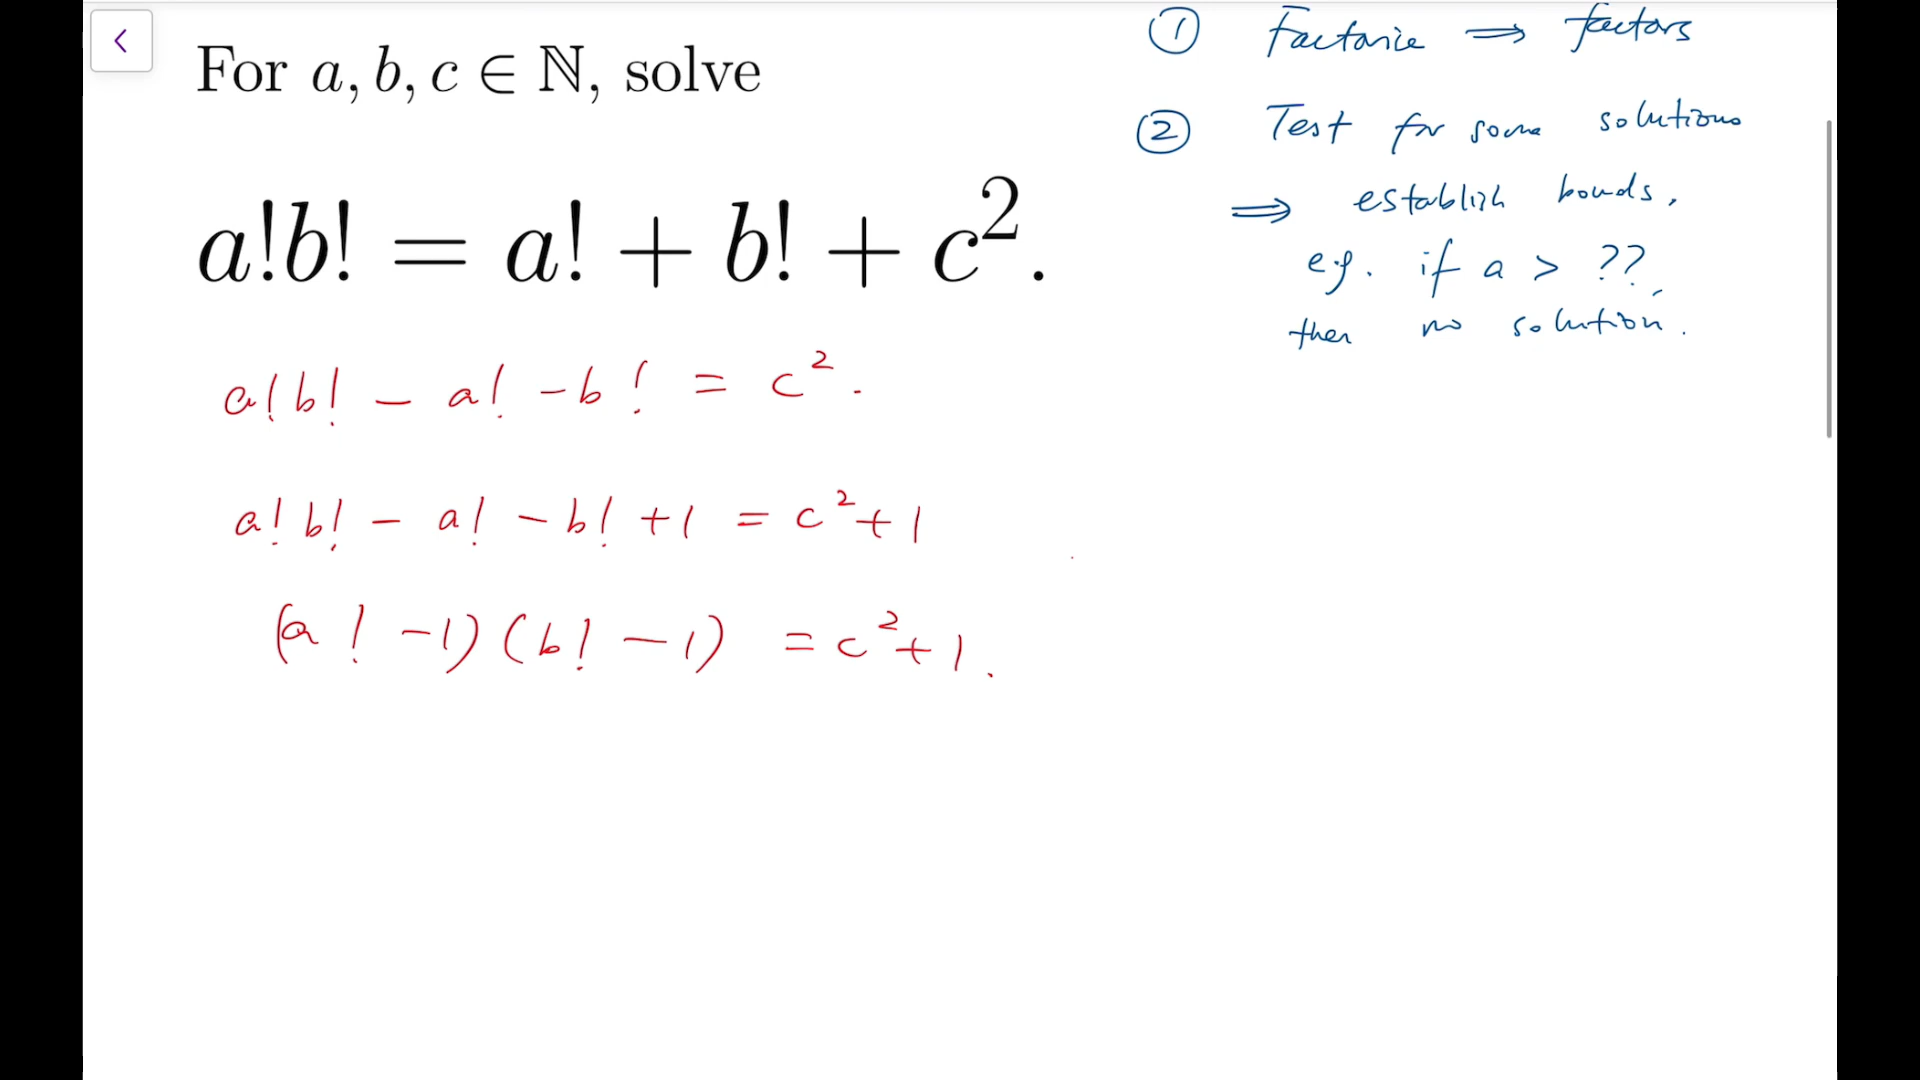 For a, b, c ∈ ℕ, solve
a!b! = a! + b! + c².
a!b! - a! - b! = c².
a!b! - a! - b! + 1 = c² + 1
(a! - 1)(b! - 1) = c² + 1.
① Factorise ⇒ factors
② Test for some solutions
⇒ establish bounds,
e.g. if a > ??,
then no solution.